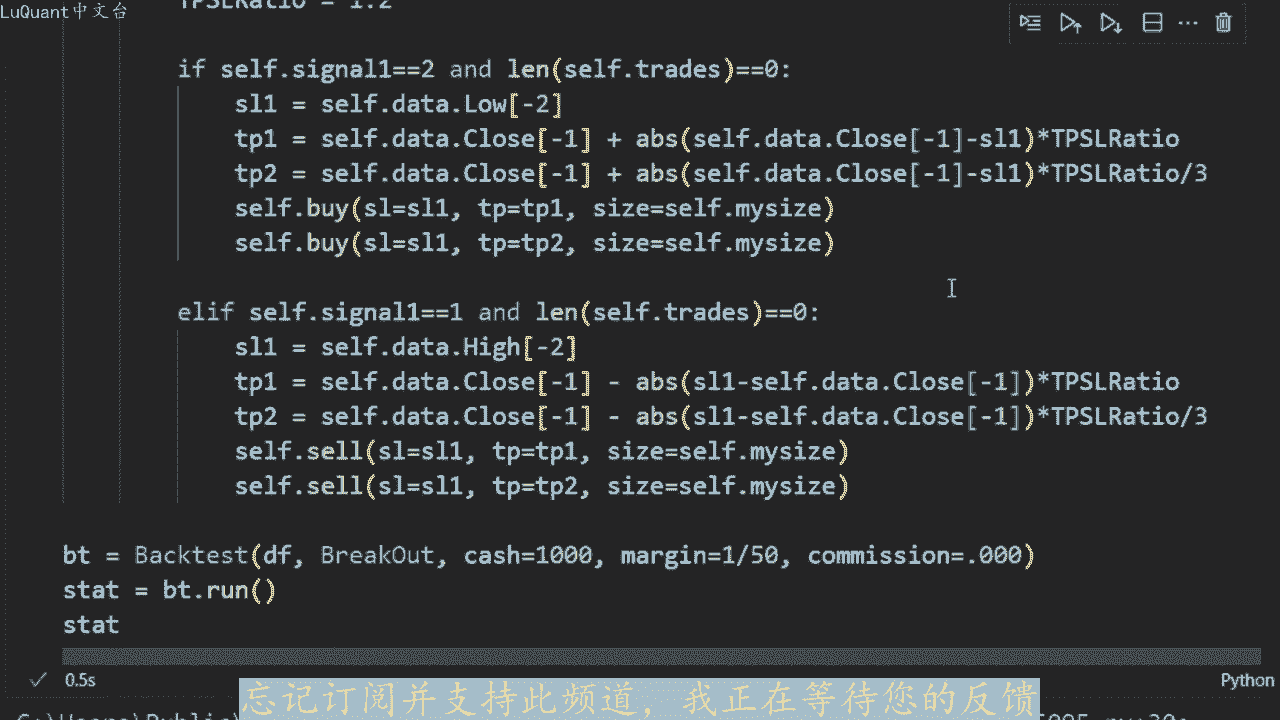 LuQuant中文台
TPSLRatio = 1.2
if self.signal1==2 and len(self.trades)==0:
sl1 = self.data.Low[-2]
tp1 = self.data.Close[-1] + abs(self.data.Close[-1]-sl1)*TPSLRatio
tp2 = self.data.Close[-1] + abs(self.data.Close[-1]-sl1)*TPSLRatio/3
self.buy(sl=sl1, tp=tp1, size=self.mysize)
self.buy(sl=sl1, tp=tp2, size=self.mysize)
elif self.signal1==1 and len(self.trades)==0:
sl1 = self.data.High[-2]
tp1 = self.data.Close[-1] - abs(sl1-self.data.Close[-1])*TPSLRatio
tp2 = self.data.Close[-1] - abs(sl1-self.data.Close[-1])*TPSLRatio/3
self.sell(sl=sl1, tp=tp1, size=self.mysize)
self.sell(sl=sl1, tp=tp2, size=self.mysize)
bt = Backtest(df, BreakOut, cash=1000, margin=1/50, commission=.000)
stat = bt.run()
stat
0.5s
Python
忘记订阅并支持此频道，我正在等待您的反馈